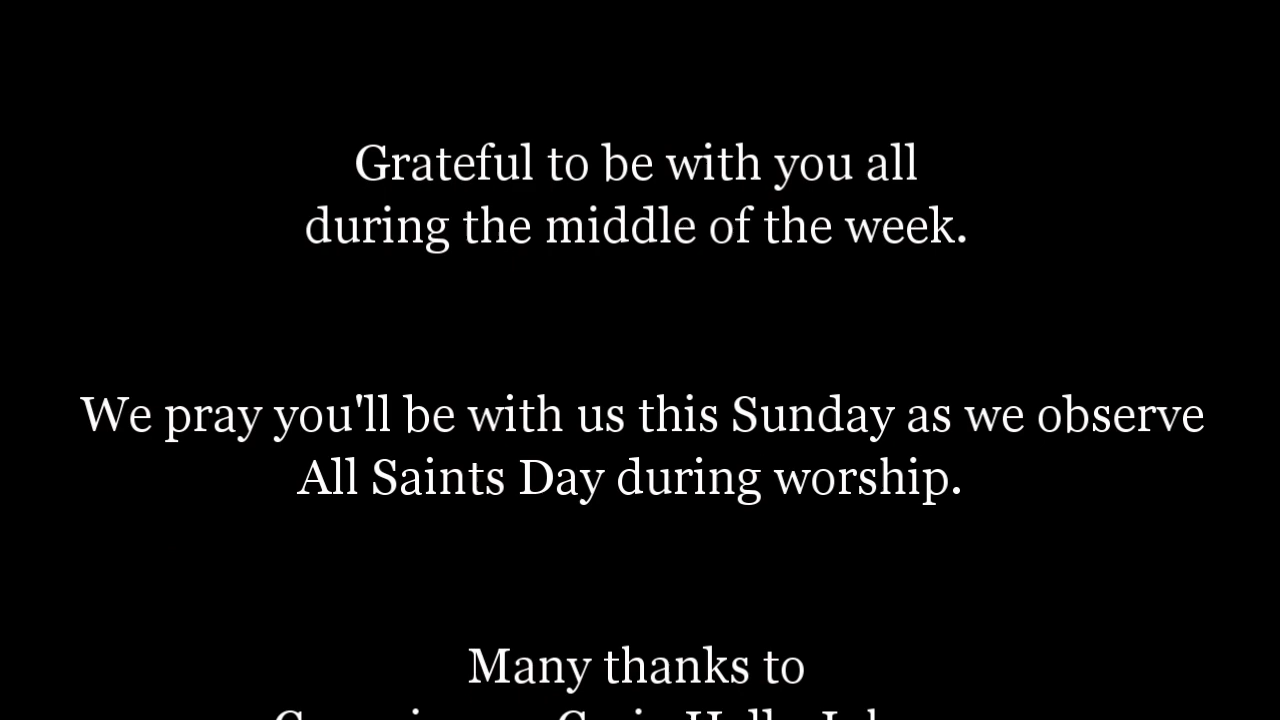 Grateful to be with you all
during the middle of the week.
We pray you'll be with us this Sunday as we observe
All Saints Day during worship.
Many thanks to